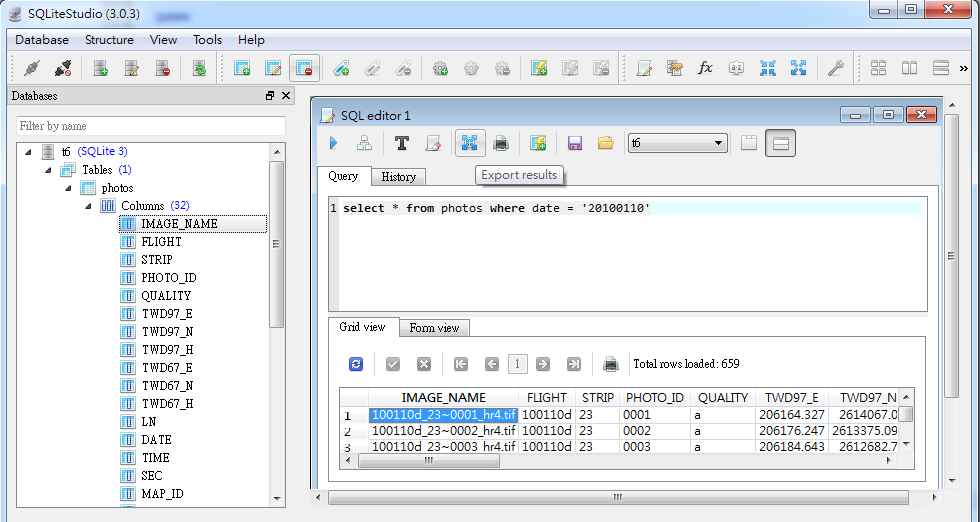 SQLiteStudio (3.0.3)
Database Structure View Tools Help
Databases
Filter by name
t6 (SQLite 3)
Tables (1)
photos
Columns (32)
IMAGE_NAME
FLIGHT
STRIP
PHOTO_ID
QUALITY
TWD97_E
TWD97_N
TWD97_H
TWD67_E
TWD67_N
TWD67_H
LN
DATE
TIME
SEC
MAP_ID
SQL editor 1
t6
Query History
Export results
1 select * from photos where date = '20100110'
Grid view Form view
1 Total rows loaded: 659
IMAGE_NAME FLIGHT STRIP PHOTO_ID QUALITY TWD97_E TWD97_N
1 100110d_23~0001_hr4.tif 100110d 23 0001 a 206164.327 2614067.0
2 100110d_23~0002_hr4.tif 100110d 23 0002 a 206176.247 2613375.09
3 100110d_23~0003_hr4.tif 100110d 23 0003 a 206184.643 2612682.7